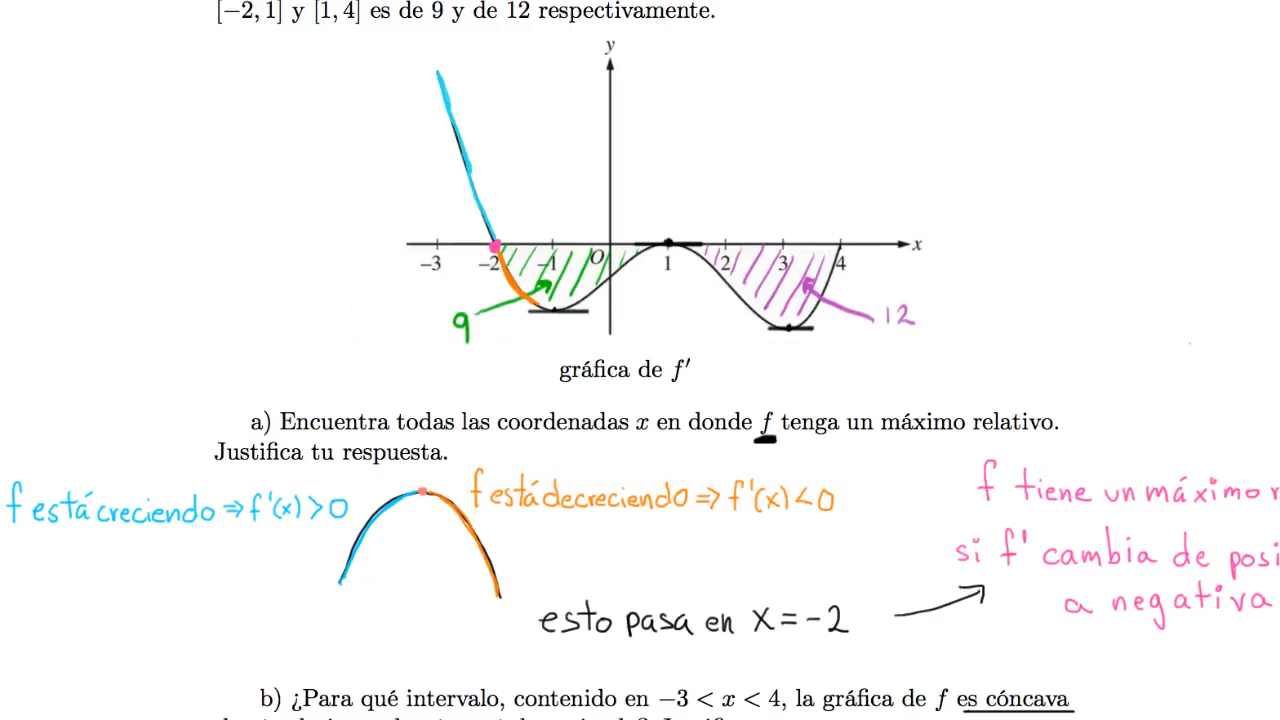 [−2, 1] y [1, 4] es de 9 y de 12 respectivamente.
y
x
−3 −2 −1 O 1 2 3 4
9
12
gráfica de f′
a) Encuentra todas las coordenadas x en donde f tenga un máximo relativo.
Justifica tu respuesta.
f está creciendo ⇒ f'(x) > 0
f está decreciendo ⇒ f'(x) < 0
f tiene un máximo
si f' cambia de posi
a negativa
esto pasa en x = −2
b) ¿Para qué intervalo, contenido en −3 < x < 4, la gráfica de f es cóncava